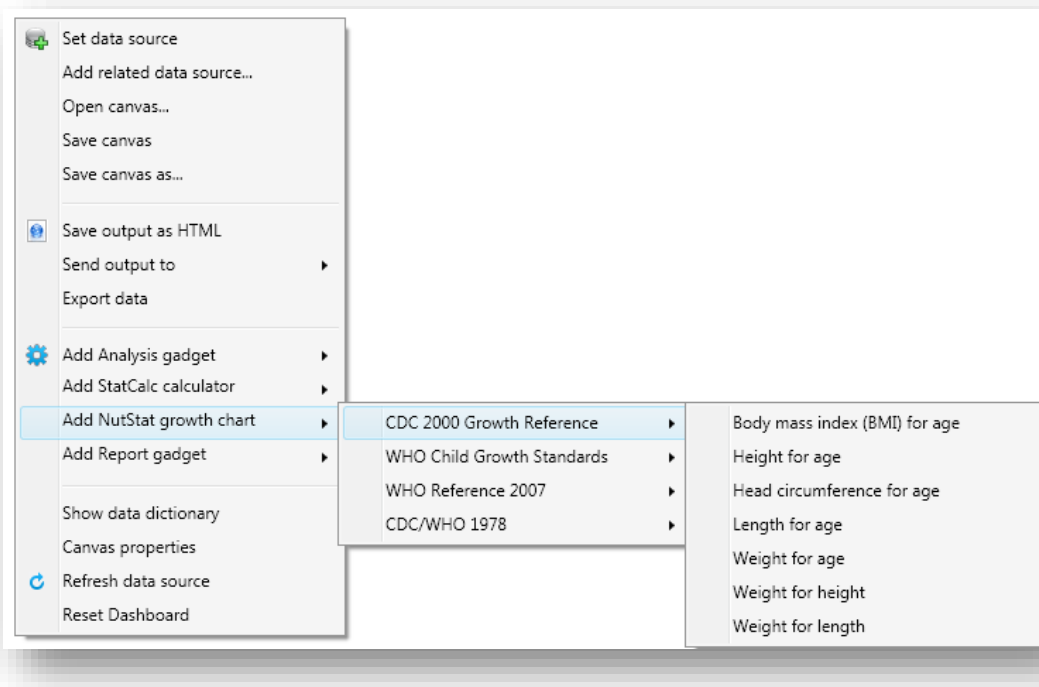 Set data source
Add related data source...
Open canvas...
Save canvas
Save canvas as...
Save output as HTML
Send output to
Export data
Add Analysis gadget
Add StatCalc calculator
Add NutStat growth chart
Add Report gadget
Show data dictionary
Canvas properties
Refresh data source
Reset Dashboard
CDC 2000 Growth Reference
WHO Child Growth Standards
WHO Reference 2007
CDC/WHO 1978
Body mass index (BMI) for age
Height for age
Head circumference for age
Length for age
Weight for age
Weight for height
Weight for length